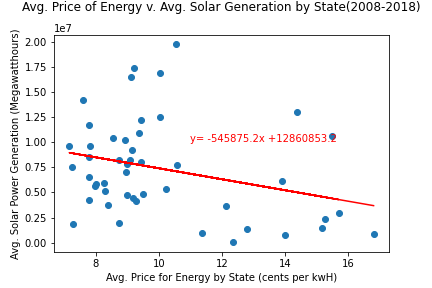 Avg. Price of Energy v. Avg. Solar Generation by State(2008-2018)
1e7
2.00
1.75
1.50
1.25
1.00
0.75
0.50
0.25
0.00
Avg. Solar Power Generation (Megawatthours)
y= -545875.2x +12860853.2
8
10
12
14
16
Avg. Price for Energy by State (cents per kwH)